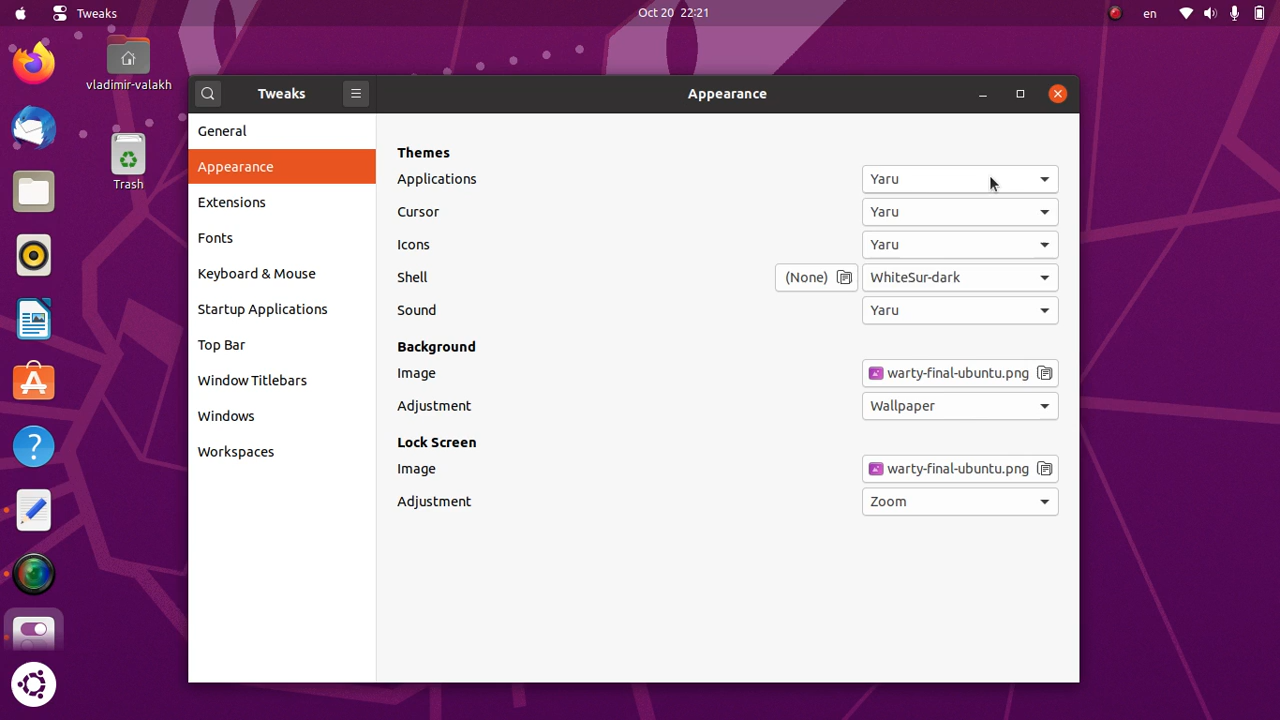 Tweaks
Oct 20 22:21
en
vladimir-valakh
Trash
Tweaks
Appearance
General
Appearance
Extensions
Fonts
Keyboard & Mouse
Startup Applications
Top Bar
Window Titlebars
Windows
Workspaces
Themes
Applications Yaru
Cursor Yaru
Icons Yaru
Shell (None) WhiteSur-dark
Sound Yaru
Background
Image warty-final-ubuntu.png
Adjustment Wallpaper
Lock Screen
Image warty-final-ubuntu.png
Adjustment Zoom